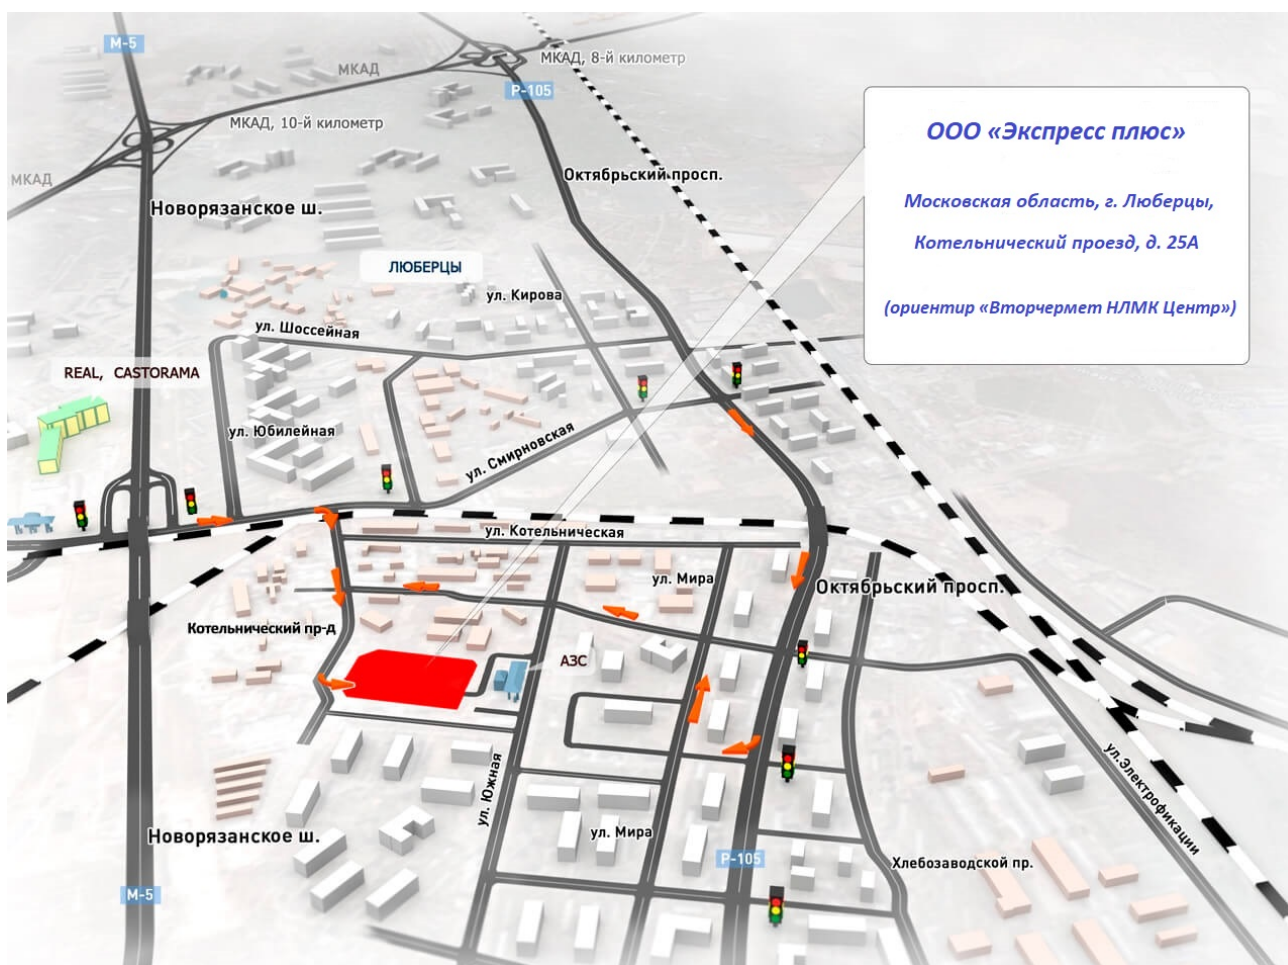 М-5
МКАД, 8-й километр
МКАД
Р-105
МКАД, 10-й километр
ООО «Экспресс плюс»
МКАД
Октябрьский просп.
Московская область, г. Люберцы,
Новорязанское ш.
Котельнический проезд, д. 25А
ЛЮБЕРЦЫ
ул. Кирова
(ориентир «Вторчермет НЛМК Центр»)
ул. Шоссейная
REAL, CASTORAMA
ул. Юбилейная
ул. Смирновская
ул. Котельническая
ул. Мира
Октябрьский просп.
Котельнический пр-д
АЗС
ул. Южная
ул.Электрофикации
Новорязанское ш.
ул. Мира
Р-105
Хлебозаводской пр.
М-5